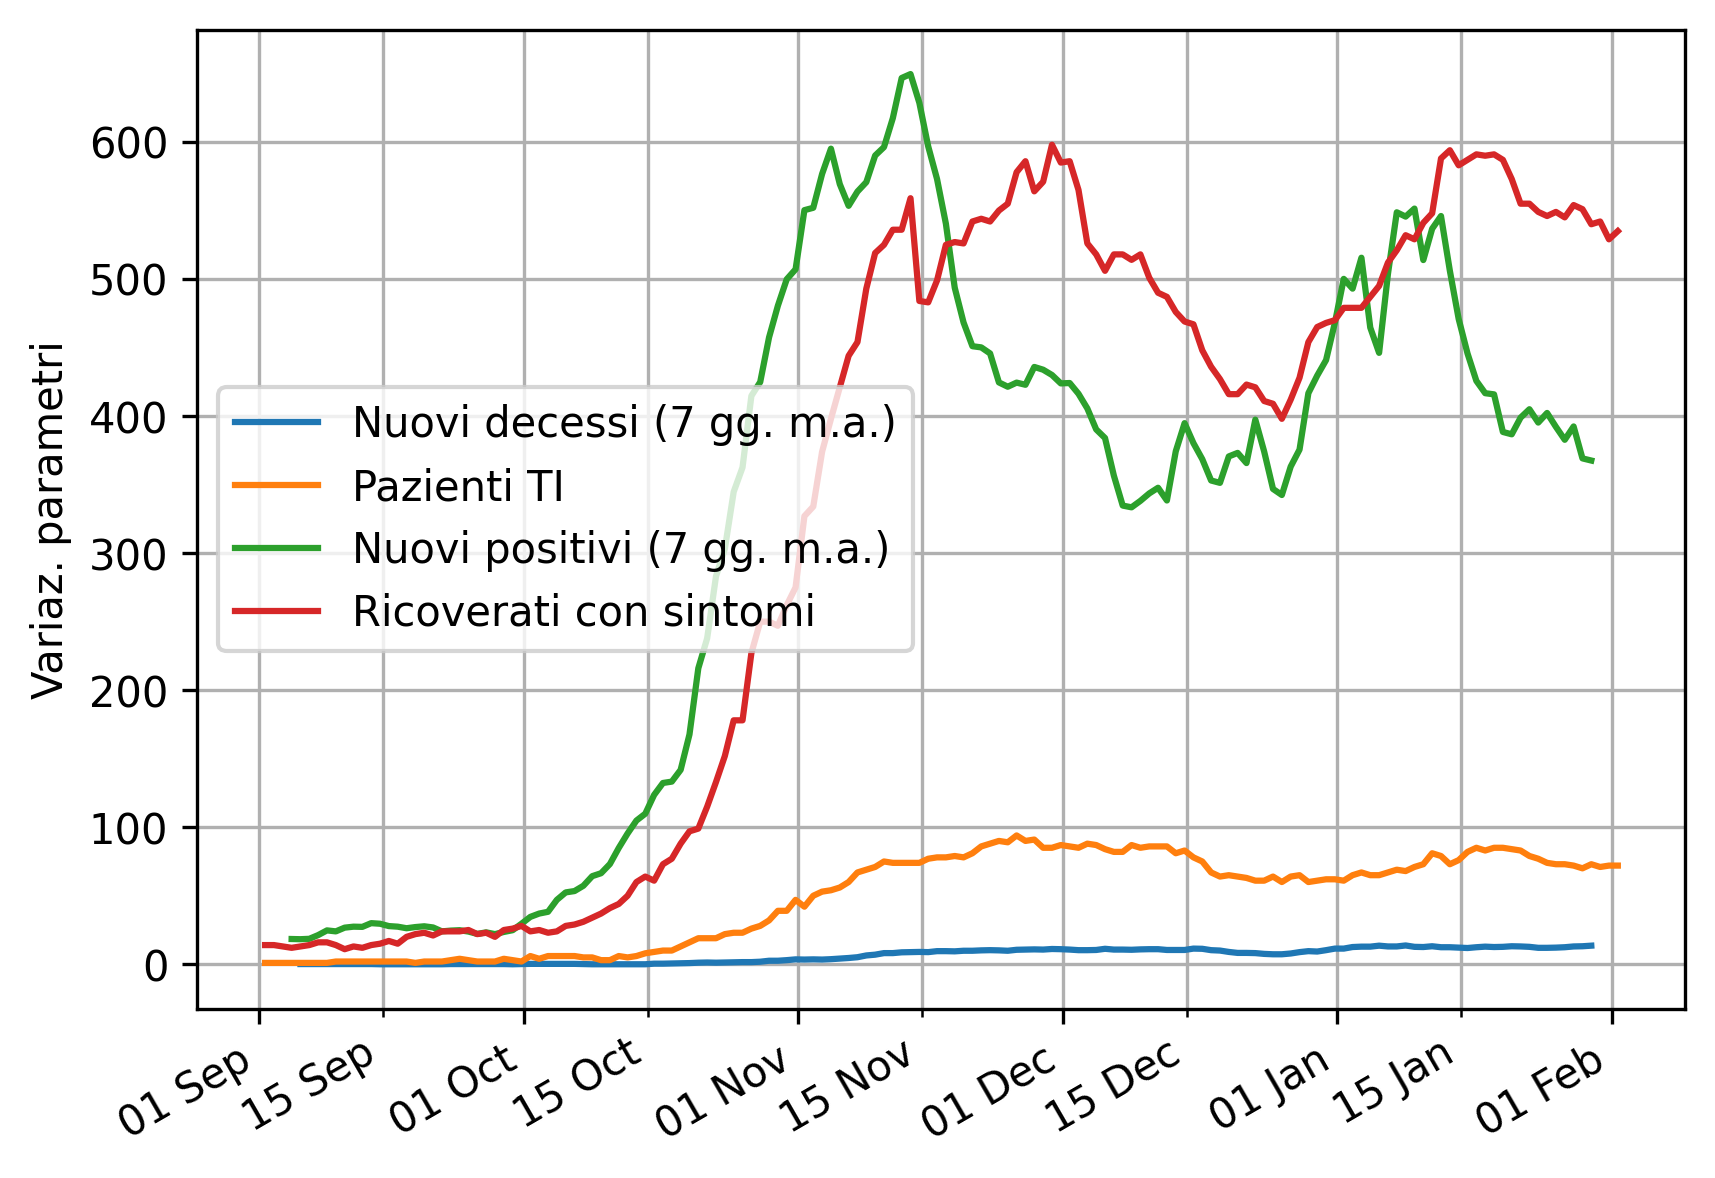 Variaz. parametri
600
500
400
300
200
100
0
Nuovi decessi (7 gg. m.a.)
Pazienti TI
Nuovi positivi (7 gg. m.a.)
Ricoverati con sintomi
01 Sep
15 Sep
01 Oct
15 Oct
01 Nov
15 Nov
01 Dec
15 Dec
01 Jan
15 Jan
01 Feb